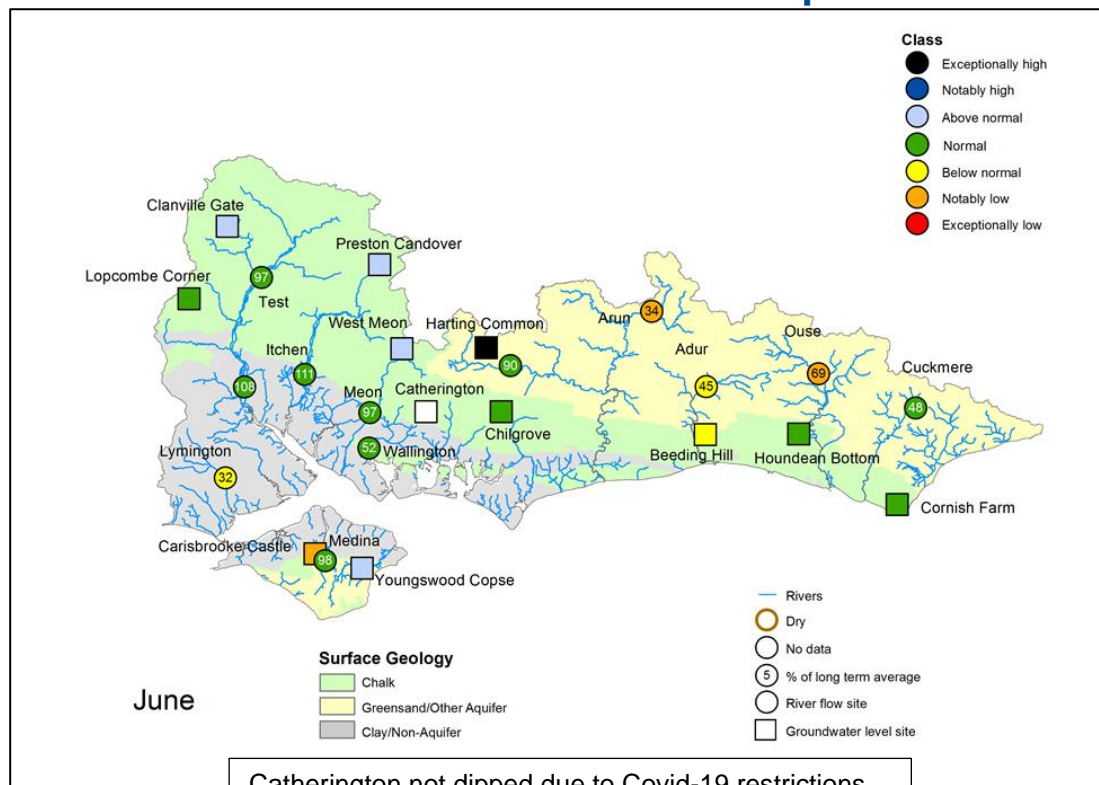 Class
Exceptionally high
Notably high
Above normal
Normal
Below normal
Notably low
Exceptionally low
Clanville Gate
Preston Candover
Lopcombe Corner
97
Test
West Meon
Harting Common
Arun
34
Ouse
Adur
Itchen
90
69
Cuckmere
108
111
Meon
Catherington
45
48
97
Chilgrove
Lymington
52
Wallington
Beeding Hill
Houndean Bottom
32
Cornish Farm
Carisbrooke Castle
Medina
98
Youngswood Copse
Rivers
Dry
No data
5
% of long term average
River flow site
Groundwater level site
Surface Geology
Chalk
Greensand/Other Aquifer
Clay/Non-Aquifer
June
Catherington not dipped due to Covid-19 restrictions